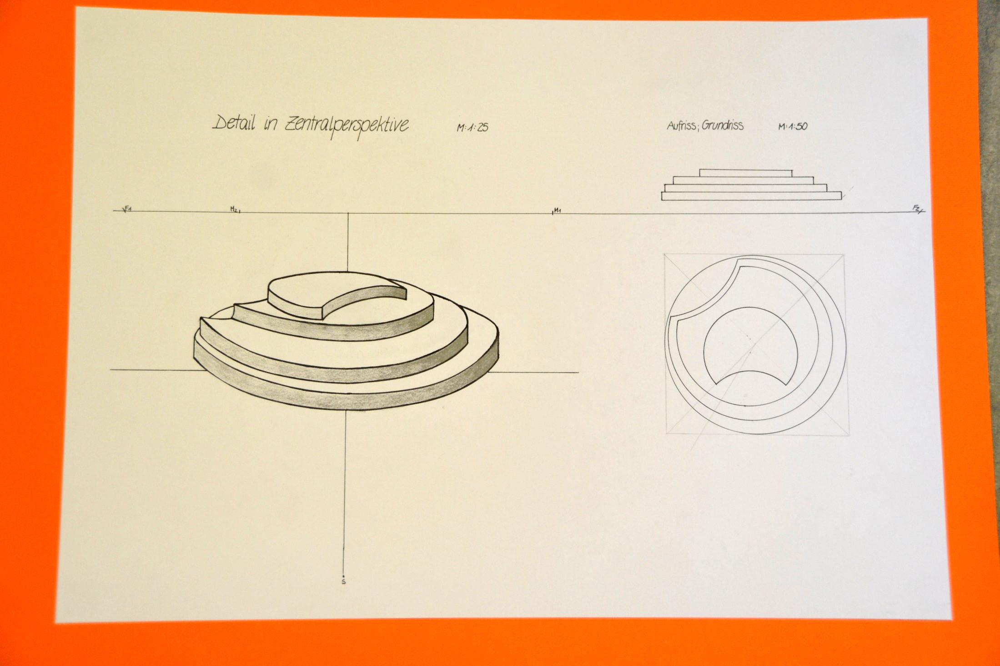 Detail in Zentralperspektive M:1:25
Aufriss; Grundriss M:1:50
F1 M2 M1 F2
S